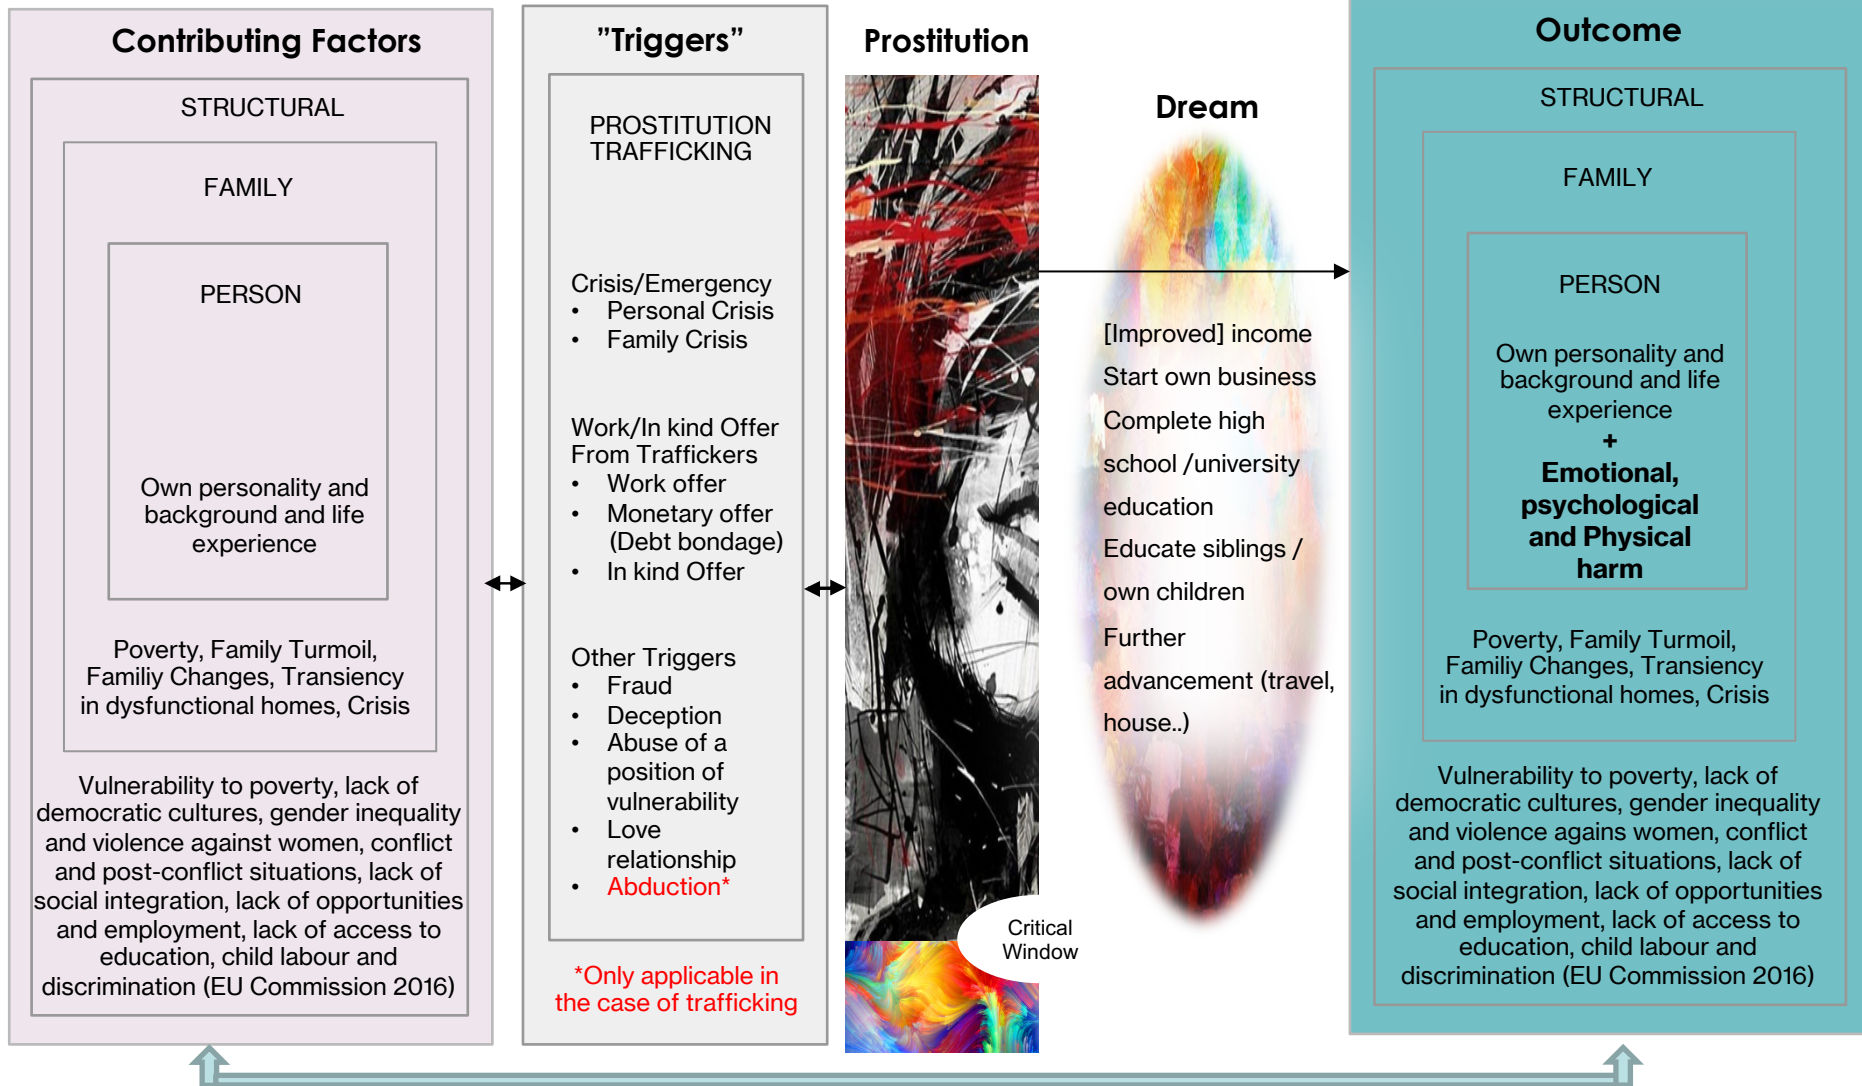 Contributing Factors
STRUCTURAL
FAMILY
PERSON
Own personality and
background and life
experience
Poverty, Family Turmoil,
Familiy Changes, Transiency
in dysfunctional homes, Crisis
Vulnerability to poverty, lack of
democratic cultures, gender inequality
and violence against women, conflict
and post-conflict situations, lack of
social integration, lack of opportunities
and employment, lack of access to
education, child labour and
discrimination (EU Commission 2016)
”Triggers”
PROSTITUTION
TRAFFICKING
Crisis/Emergency
• Personal Crisis
• Family Crisis
Work/In kind Offer
From Traffickers
• Work offer
• Monetary offer
(Debt bondage)
• In kind Offer
Other Triggers
• Fraud
• Deception
• Abuse of a
position of
vulnerability
• Love
relationship
• Abduction*
*Only applicable in
the case of trafficking
Prostitution
Critical
Window
Dream
[Improved] income
Start own business
Complete high
school /university
education
Educate siblings /
own children
Further
advancement (travel,
house..)
Outcome
STRUCTURAL
FAMILY
PERSON
Own personality and
background and life
experience
+
Emotional,
psychological
and Physical
harm
Poverty, Family Turmoil,
Familiy Changes, Transiency
in dysfunctional homes, Crisis
Vulnerability to poverty, lack of
democratic cultures, gender inequality
and violence agains women, conflict
and post-conflict situations, lack of
social integration, lack of opportunities
and employment, lack of access to
education, child labour and
discrimination (EU Commission 2016)